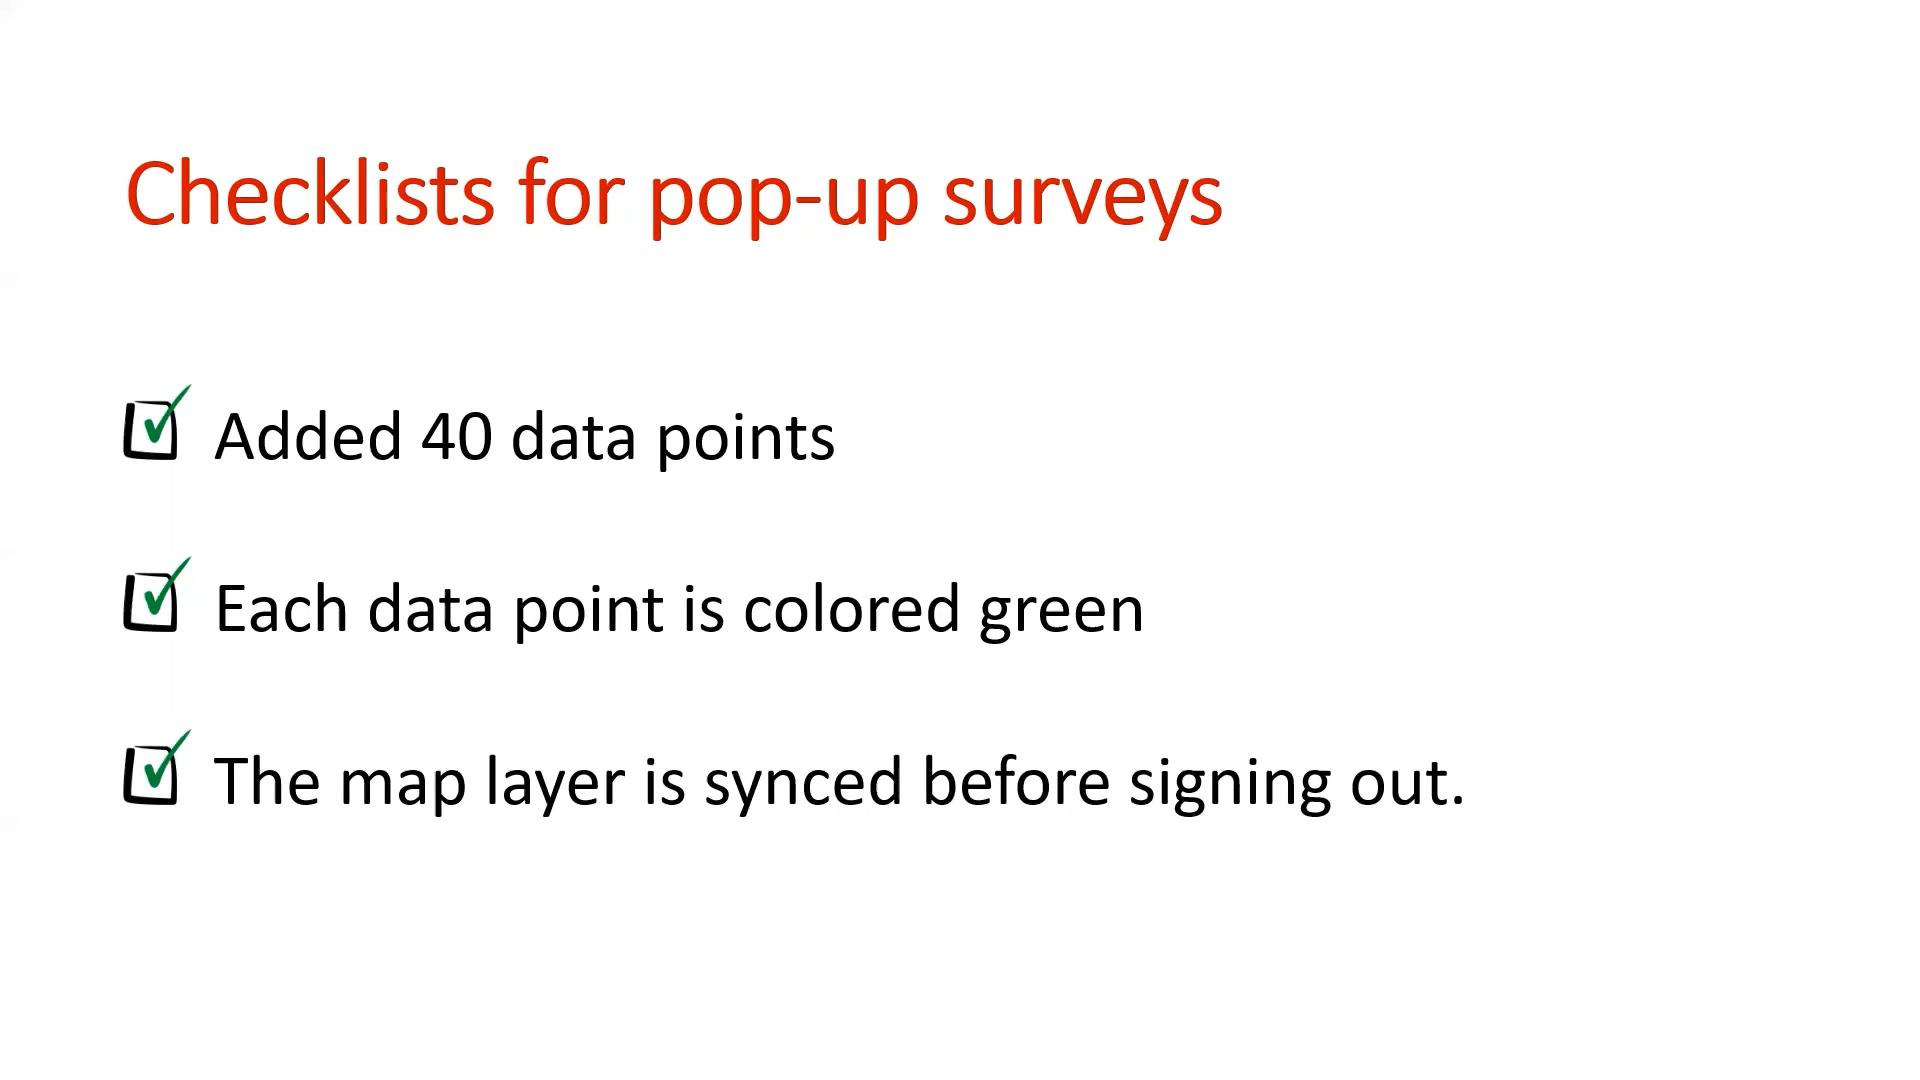 Checklists for pop-up surveys
Added 40 data points
Each data point is colored green
The map layer is synced before signing out.